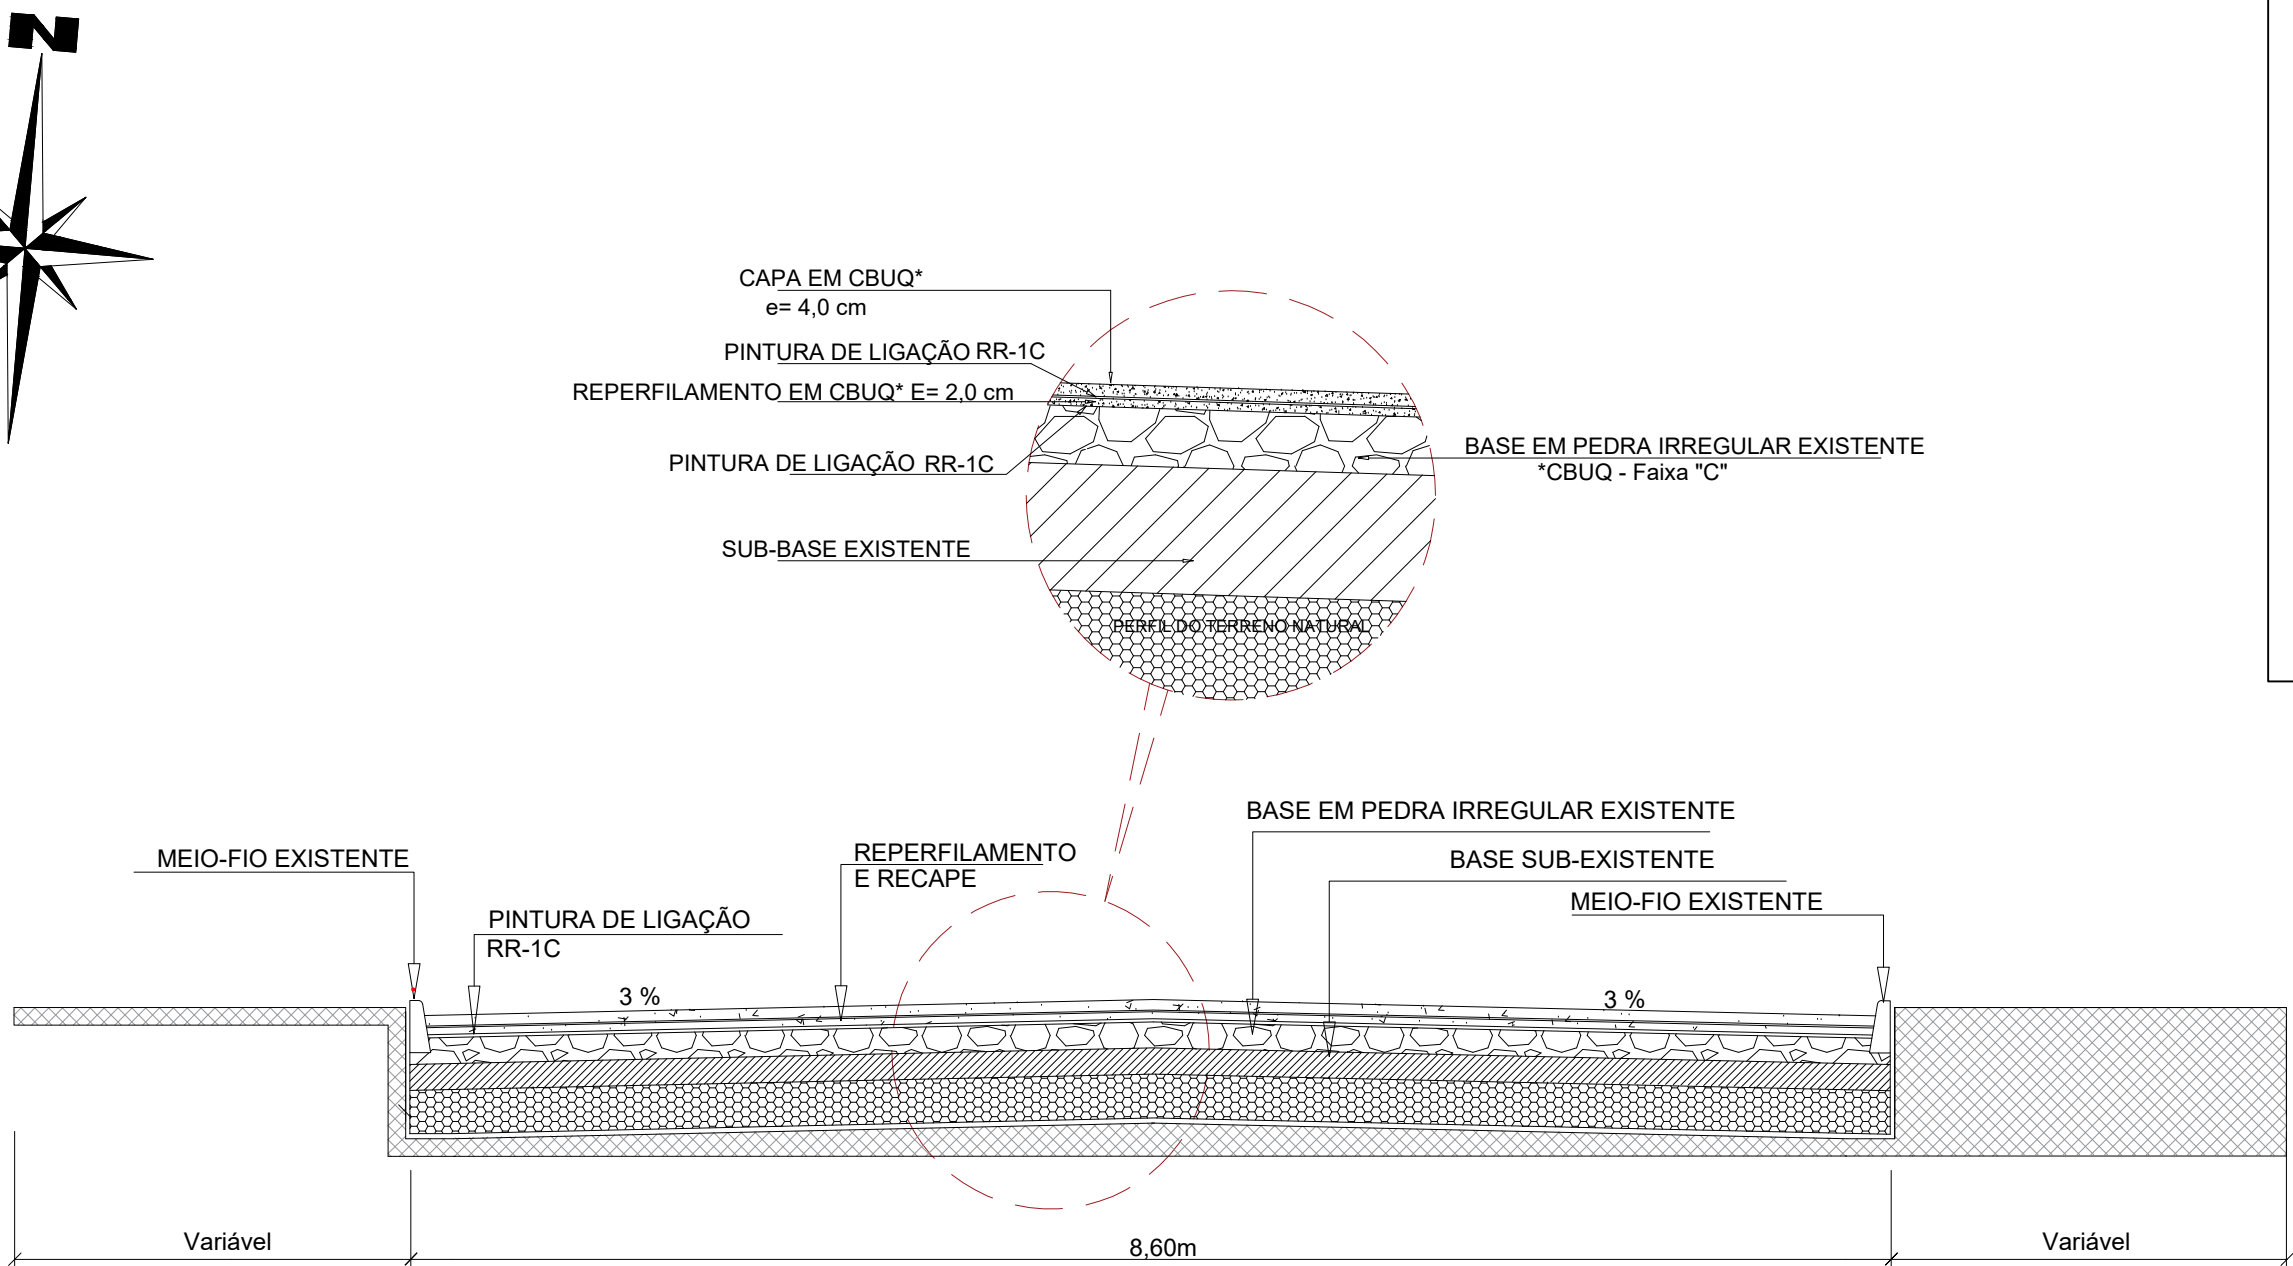 N
CAPA EM CBUQ*
e= 4,0 cm
PINTURA DE LIGAÇÃO RR-1C
REPERFILAMENTO EM CBUQ* E= 2,0 cm
PINTURA DE LIGAÇÃO RR-1C
BASE EM PEDRA IRREGULAR EXISTENTE
*CBUQ - Faixa "C"
SUB-BASE EXISTENTE
PERFIL DO TERRENO NATURAL
BASE EM PEDRA IRREGULAR EXISTENTE
MEIO-FIO EXISTENTE
REPERFILAMENTO
E RECAPE
BASE SUB-EXISTENTE
MEIO-FIO EXISTENTE
PINTURA DE LIGAÇÃO
RR-1C
3 %
3 %
Variável
8,60m
Variável